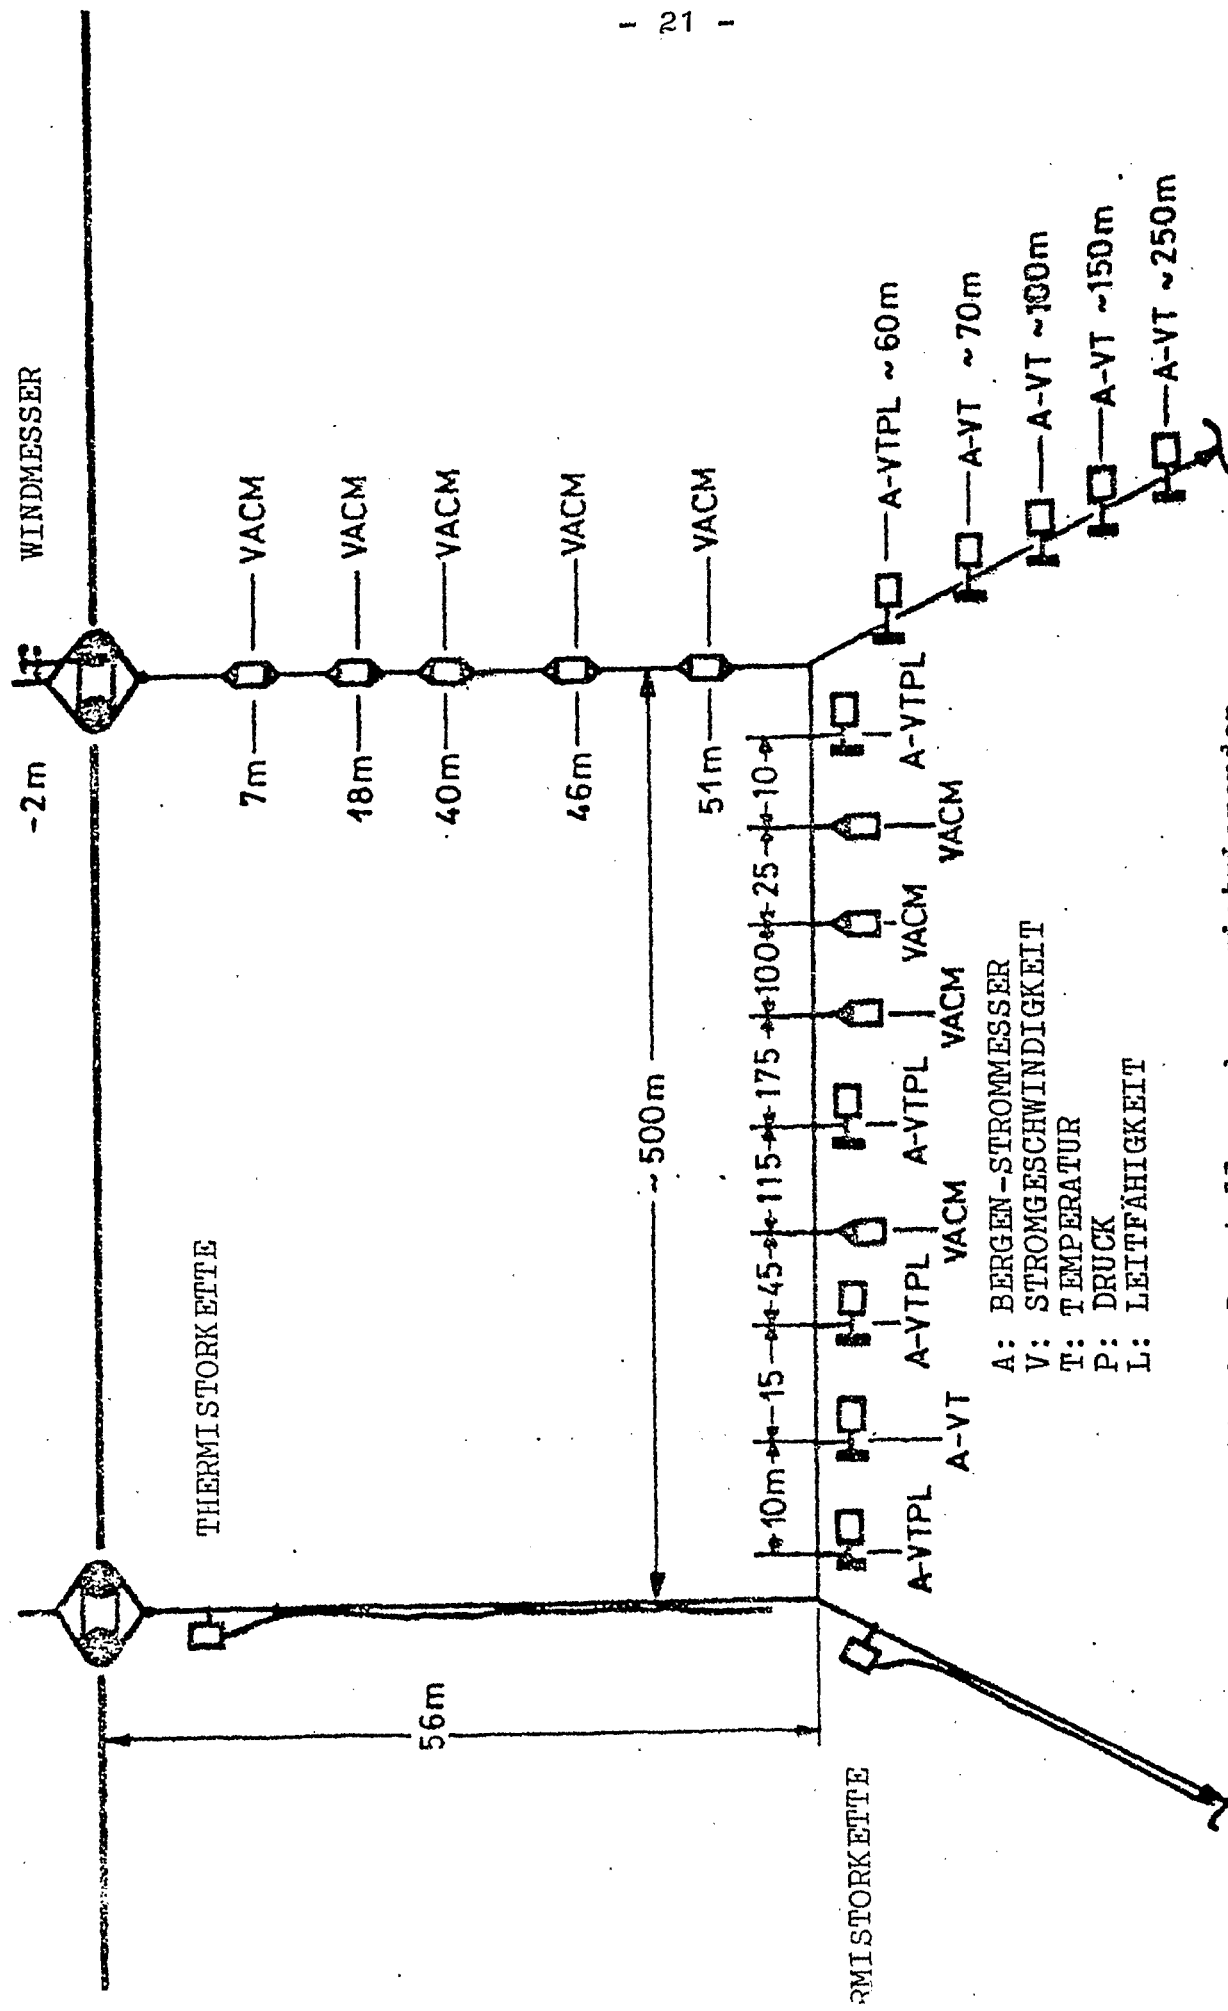 - 21 -
-2m
WINDMESSER
THERMISTORKETTE
7m
VACM
18m
VACM
40m
VACM
46m
VACM
51m
VACM
~500m
56m
10m
15
45
115
175
100
25
10
A-VTPL
A-VT
A-VTPL
VACM
A-VTPL
VACM
VACM
VACM
A-VTPL
A-VTPL ~60m
A-VT ~70m
A-VT ~100m
A-VT ~150m
A-VT ~250m
RMISTORKETTE
A: BERGEN-STROMMESSER
V: STROMGESCHWINDIGKEIT
T: TEMPERATUR
P: DRUCK
L: LEITFÄHIGKEIT